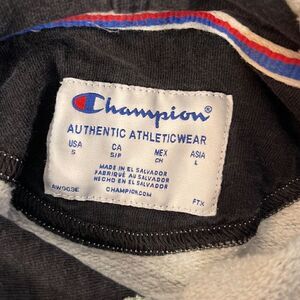 Champion®
AUTHENTIC ATHLETICWEAR
USA CA MEX ASIA
S S/P CH L
MADE IN EL SALVADOR
FABRIQUÉ AU SALVADOR
HECHO EN EL SALVADOR
CHAMPION.COM FTX